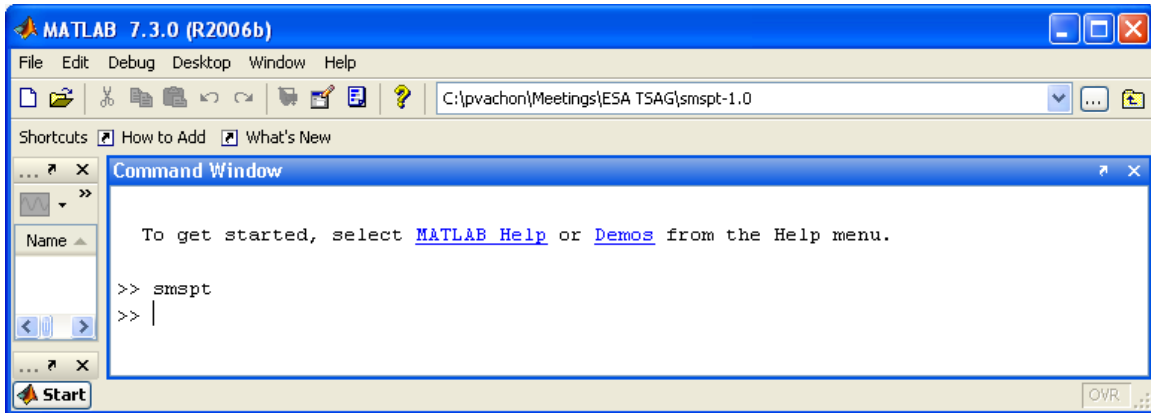 MATLAB 7.3.0 (R2006b)
File Edit Debug Desktop Window Help
C:\pvachon\Meetings\ESA TSAG\smspt-1.0
...
Shortcuts How to Add What's New
...
Command Window
»
Name
To get started, select MATLAB Help or Demos from the Help menu.
>> smspt
>>
...
Start
OVR